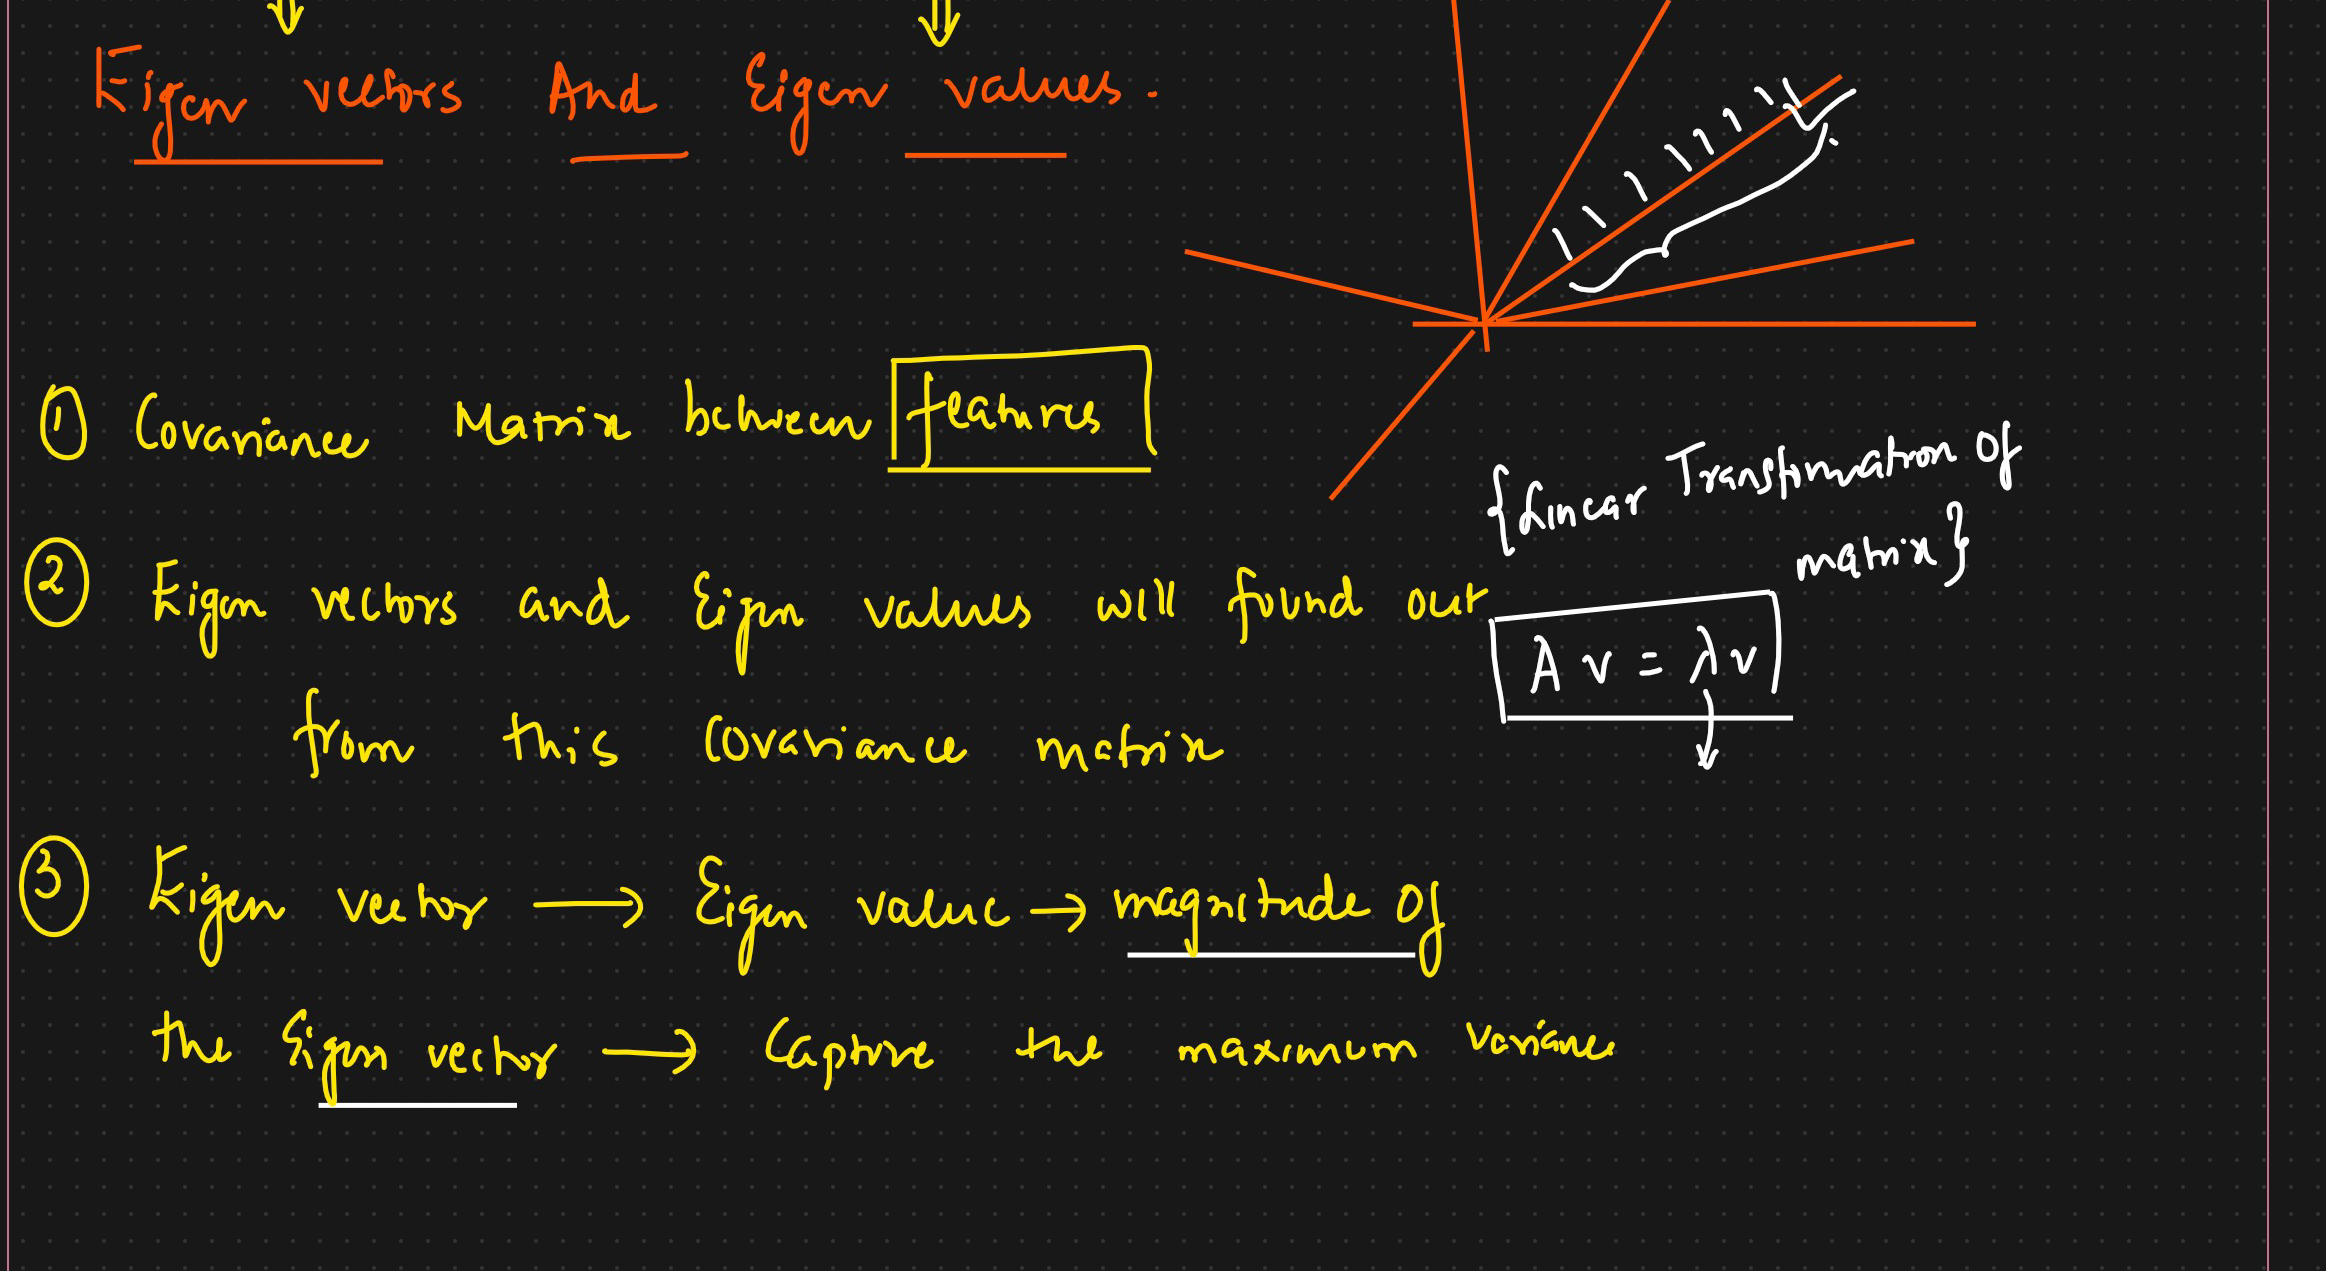 Eigen vectors And Eigen values.
① Covariance Matrix between features
{Linear Transformation Of
matrix}
② Eigen vectors and Eigen values will found out
A v = λ v
from this Covariance matrix
③ Eigen vector → Eigen value → magnitude Of
the Eigen vector → Capture the maximum variance